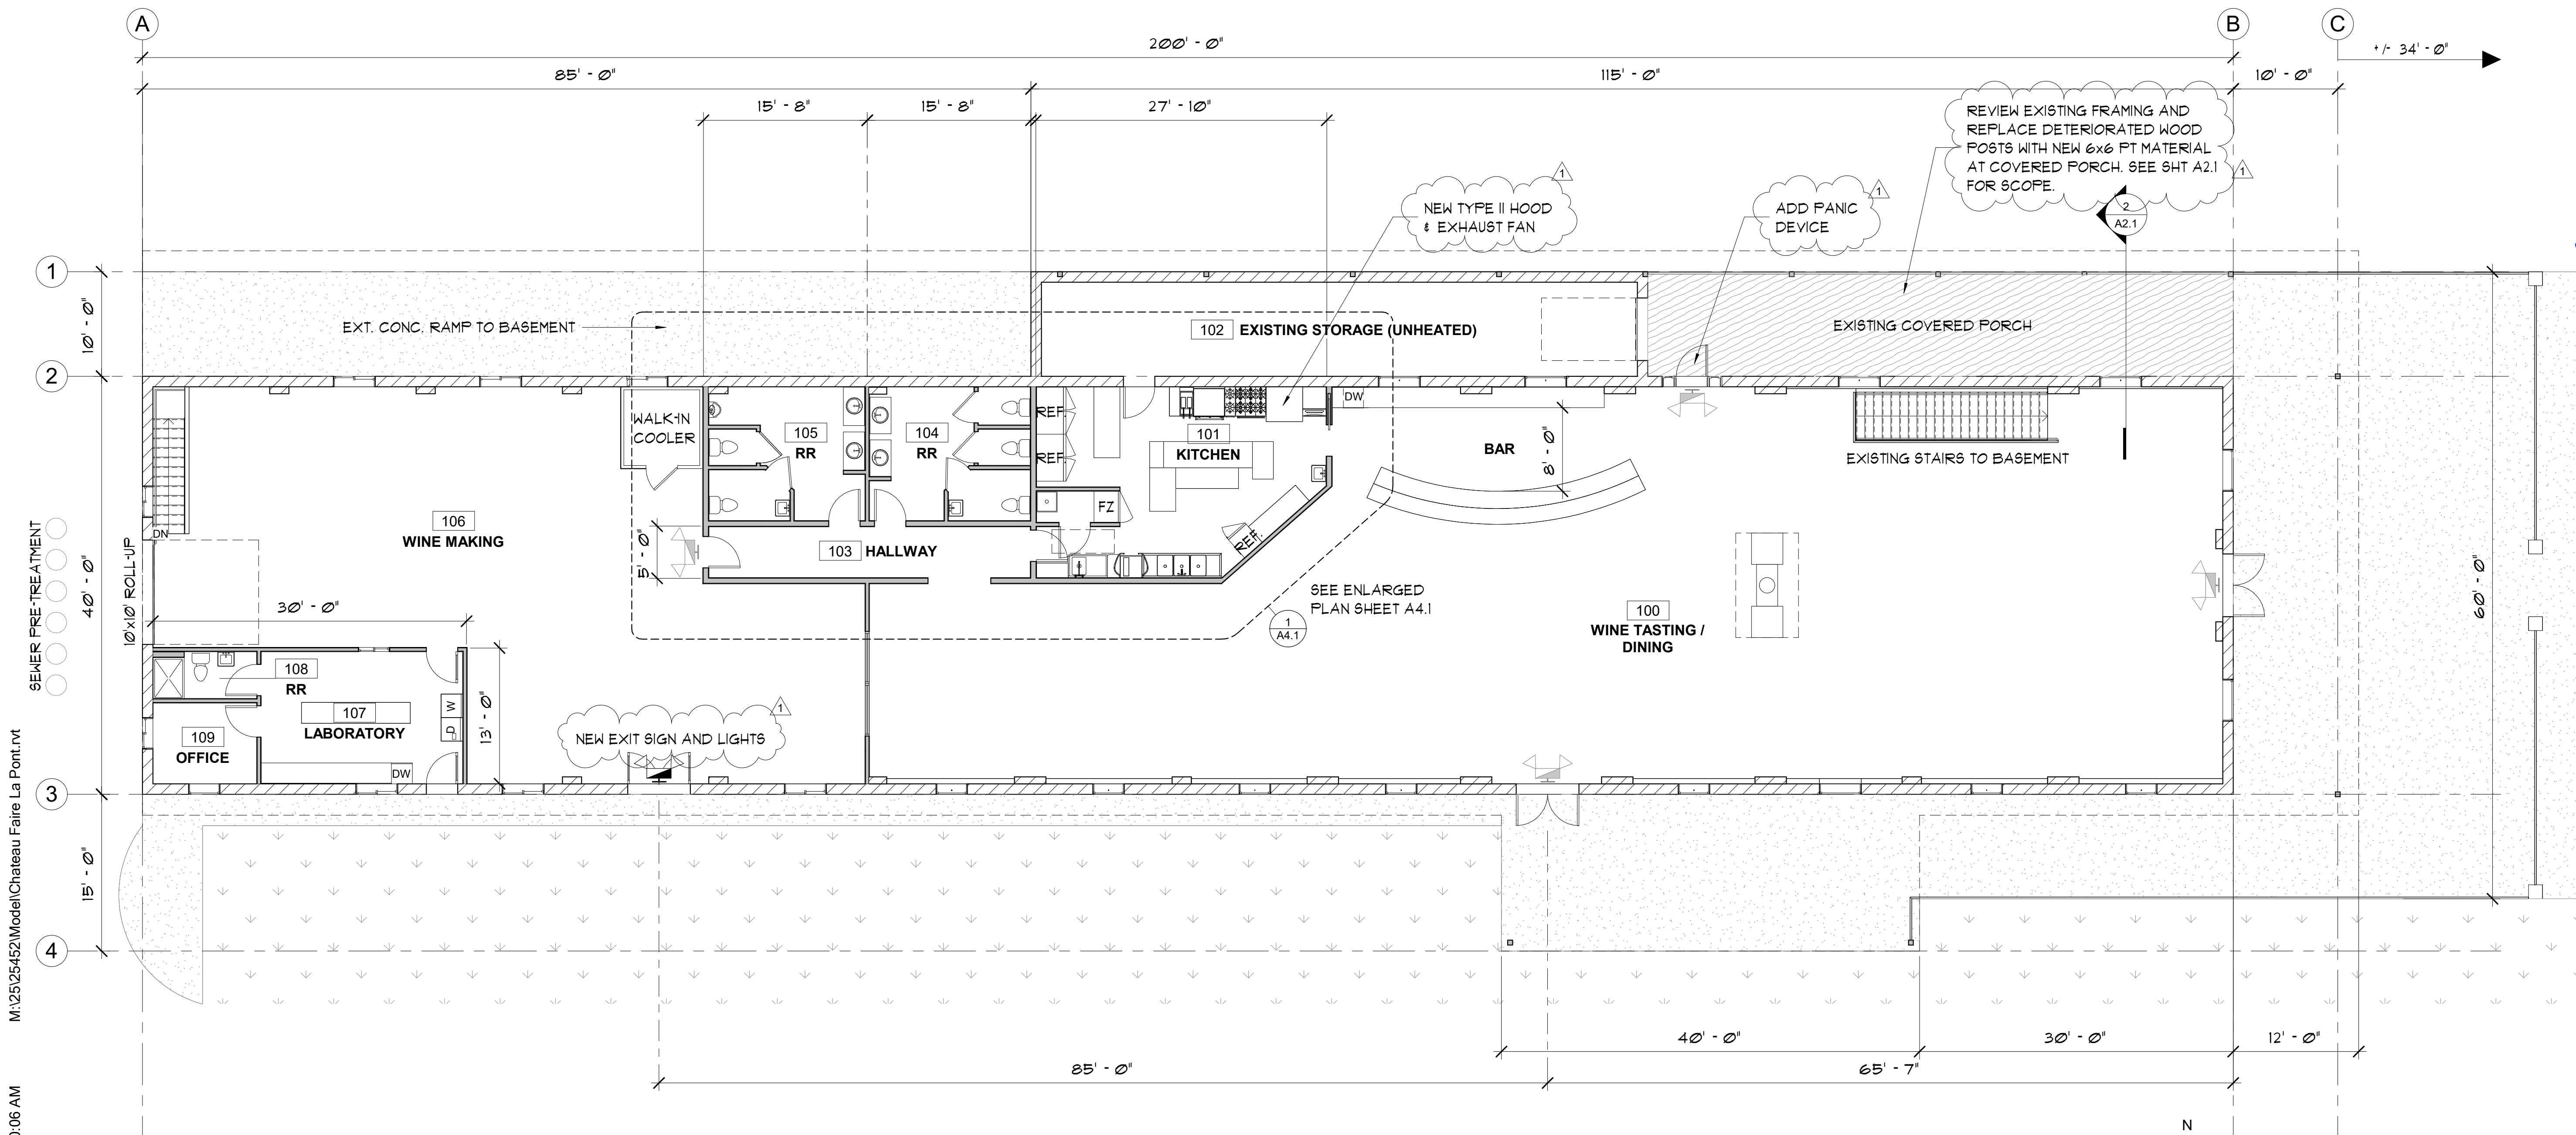 A
B
C
200' - 0"
+/- 34' - 0"
85' - 0"
115' - 0"
10' - 0"
15' - 8"
15' - 8"
27' - 10"
REVIEW EXISTING FRAMING AND
REPLACE DETERIORATED WOOD
POSTS WITH NEW 6x6 PT MATERIAL
AT COVERED PORCH. SEE SHT A2.1
FOR SCOPE.
1
NEW TYPE II HOOD
& EXHAUST FAN
1
ADD PANIC
DEVICE
1
2
A2.1
1
10' - 0"
EXT. CONC. RAMP TO BASEMENT
102 EXISTING STORAGE (UNHEATED)
EXISTING COVERED PORCH
2
WALK-IN
COOLER
105
RR
104
RR
REF.
REF.
101
KITCHEN
DW
BAR
8' - 0"
EXISTING STAIRS TO BASEMENT
FZ
REF.
DN
106
WINE MAKING
5' - 0"
103 HALLWAY
SEWER PRE-TREATMENT
40' - 0"
10'x10' ROLL-UP
30' - 0"
SEE ENLARGED
PLAN SHEET A4.1
1
A4.1
100
WINE TASTING /
DINING
60' - 0"
108
RR
107
LABORATORY
W
D
13' - 0"
109
OFFICE
DW
NEW EXIT SIGN AND LIGHTS
1
3
15' - 0"
4
40' - 0"
30' - 0"
12' - 0"
85' - 0"
65' - 7"
N
M:\25\25452\Model\Chateau Faire La Pont.rvt
0:06 AM